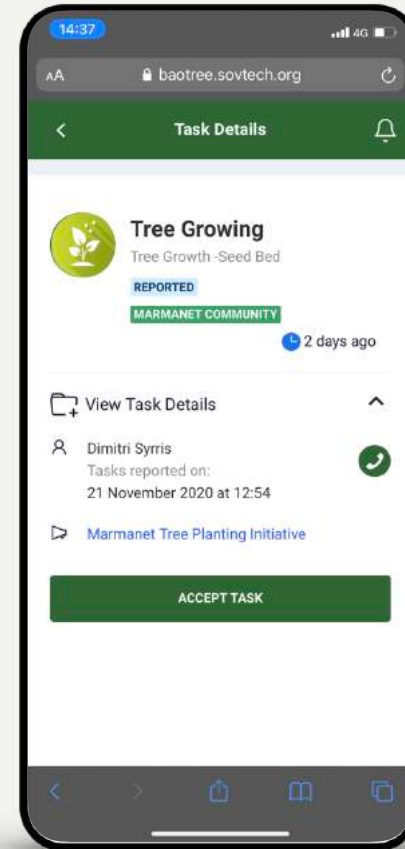 14:37
4G
AA
baotree.sovtech.org
Task Details
Tree Growing
Tree Growth -Seed Bed
REPORTED
MARMANET COMMUNITY
2 days ago
View Task Details
Dimitri Syrris
Tasks reported on:
21 November 2020 at 12:54
Marmanet Tree Planting Initiative
ACCEPT TASK